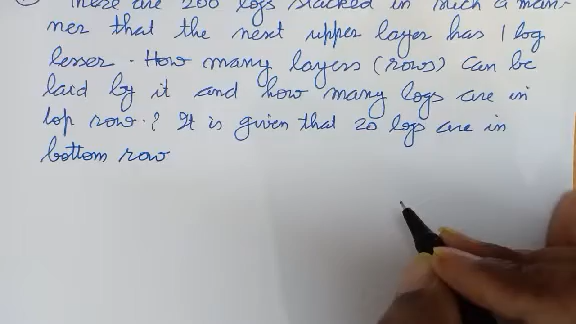 There are 200 logs stacked in such a man-
ner that the next upper layer has 1 log
lesser. How many layers (rows) can be
laid by it and how many logs are in
top row.? It is given that 20 logs are in
bottom row